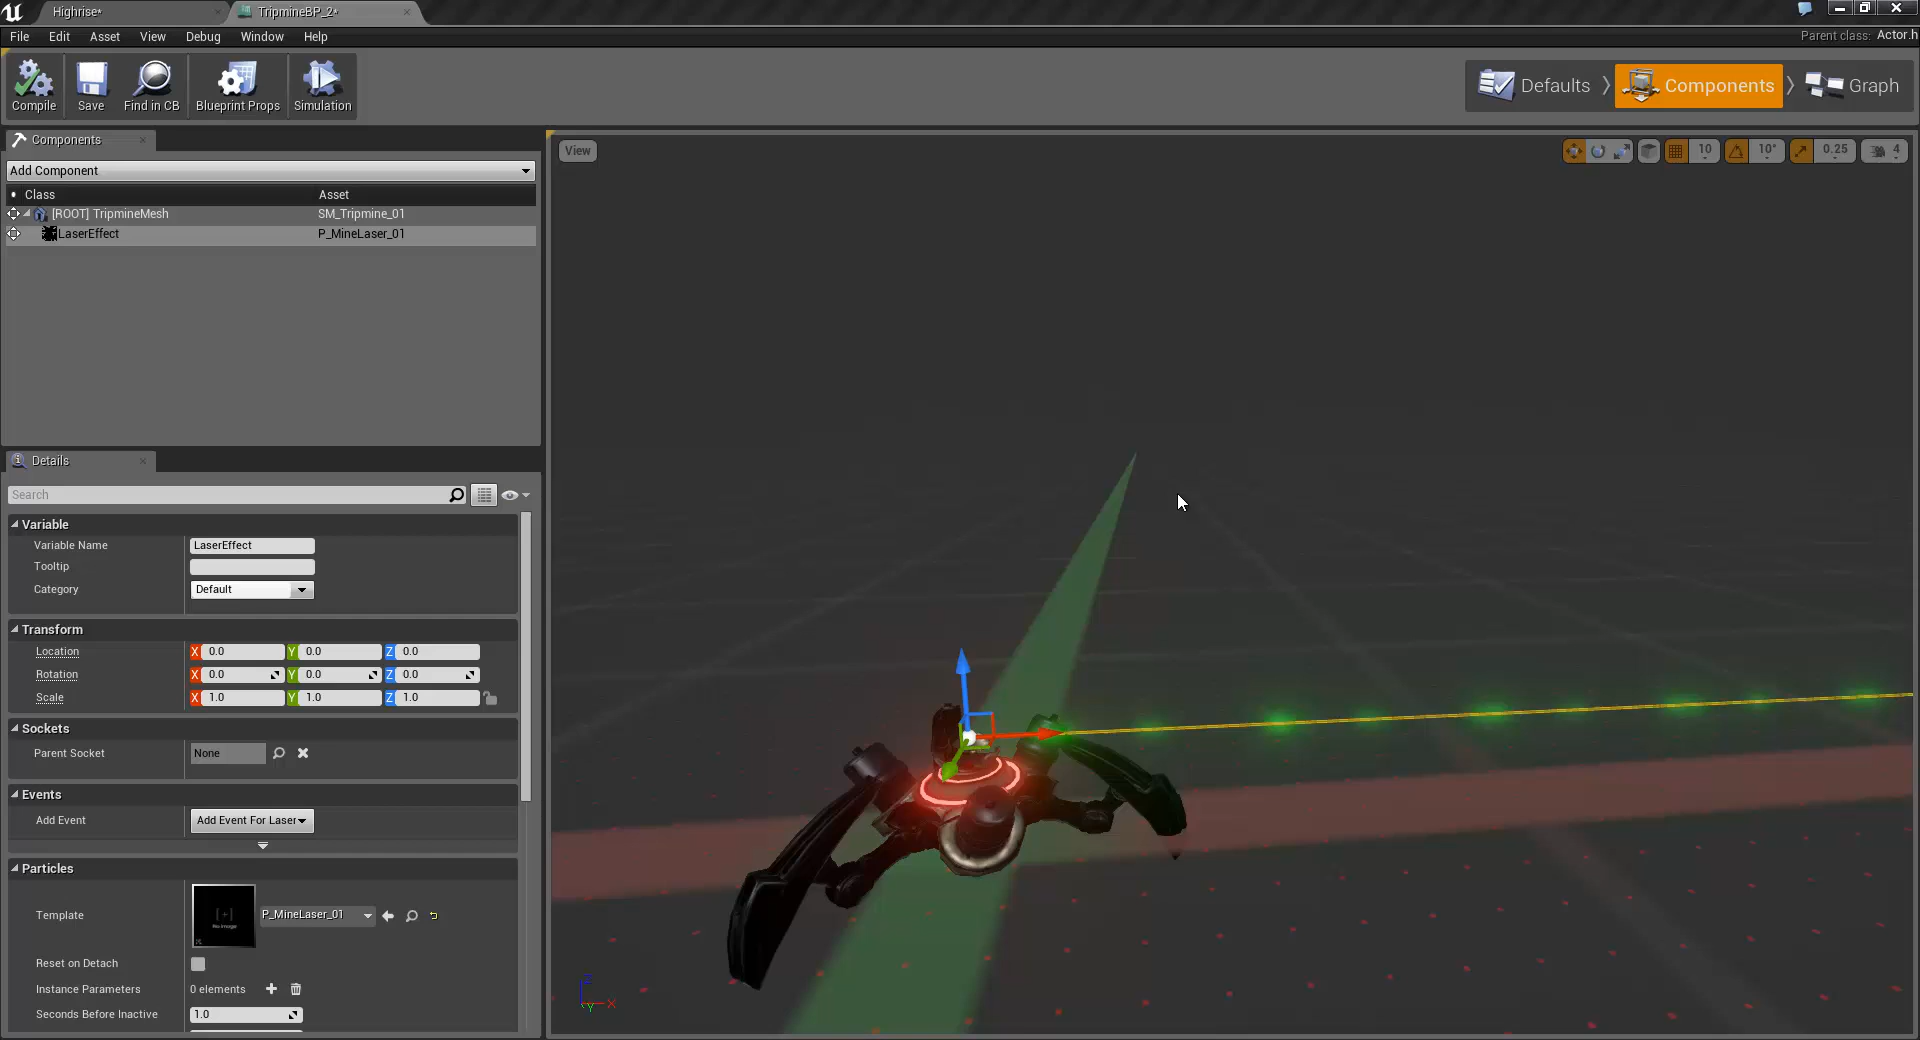 Highrise*
TripmineBP_2*
File Edit Asset View Debug Window Help
Parent class: Actor.h
Compile Save Find in CB Blueprint Props Simulation
Defaults Components Graph
Components
Add Component
Class Asset
[ROOT] TripmineMesh SM_Tripmine_01
LaserEffect P_MineLaser_01
View
10 10° 0.25 4
Details
Search
Variable
Variable Name LaserEffect
Tooltip
Category Default
Transform
Location X 0.0 Y 0.0 Z 0.0
Rotation X 0.0 Y 0.0 Z 0.0
Scale X 1.0 Y 1.0 Z 1.0
Sockets
Parent Socket None
Events
Add Event Add Event For Laser
Particles
Template P_MineLaser_01
Reset on Detach
Instance Parameters 0 elements
Seconds Before Inactive 1.0
Z
X
Y